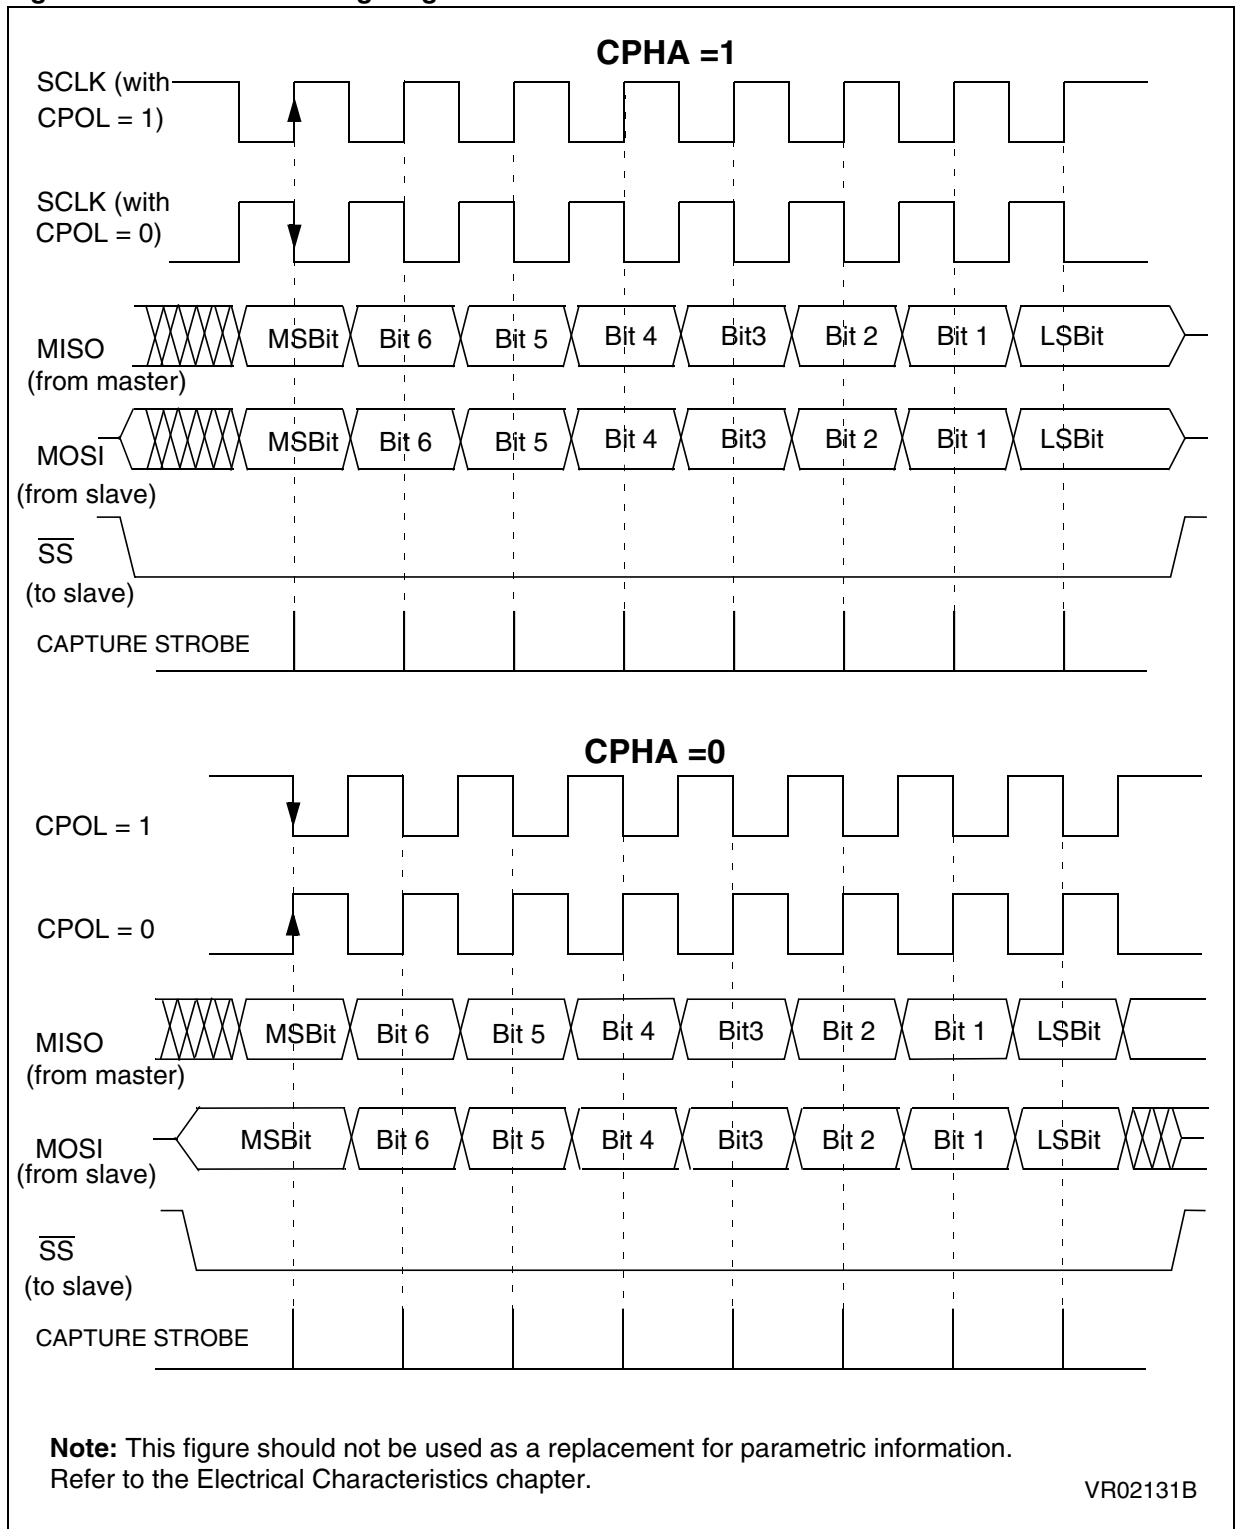 CPHA =1
SCLK (with
CPOL = 1)
SCLK (with
CPOL = 0)
MSBit Bit 6 Bit 5 Bit 4 Bit3 Bit 2 Bit 1 LSBit
MISO
(from master)
MSBit Bit 6 Bit 5 Bit 4 Bit3 Bit 2 Bit 1 LSBit
MOSI
(from slave)
SS
(to slave)
CAPTURE STROBE
CPHA =0
CPOL = 1
CPOL = 0
MSBit Bit 6 Bit 5 Bit 4 Bit3 Bit 2 Bit 1 LSBit
MISO
(from master)
MSBit Bit 6 Bit 5 Bit 4 Bit3 Bit 2 Bit 1 LSBit
MOSI
(from slave)
SS
(to slave)
CAPTURE STROBE
Note: This figure should not be used as a replacement for parametric information.
Refer to the Electrical Characteristics chapter.
VR02131B